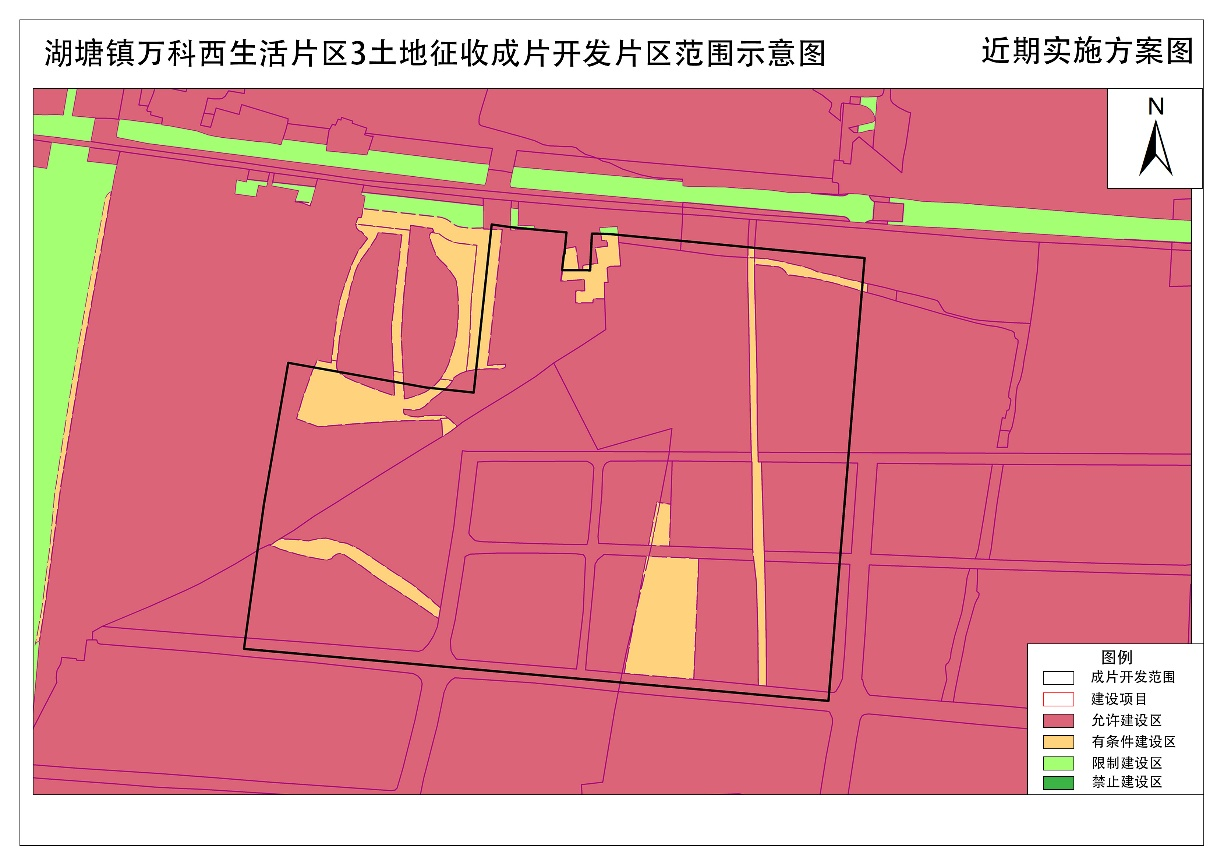 湖塘镇万科西生活片区3土地征收成片开发片区范围示意图
近期实施方案图
N
图例
成片开发范围
建设项目
允许建设区
有条件建设区
限制建设区
禁止建设区